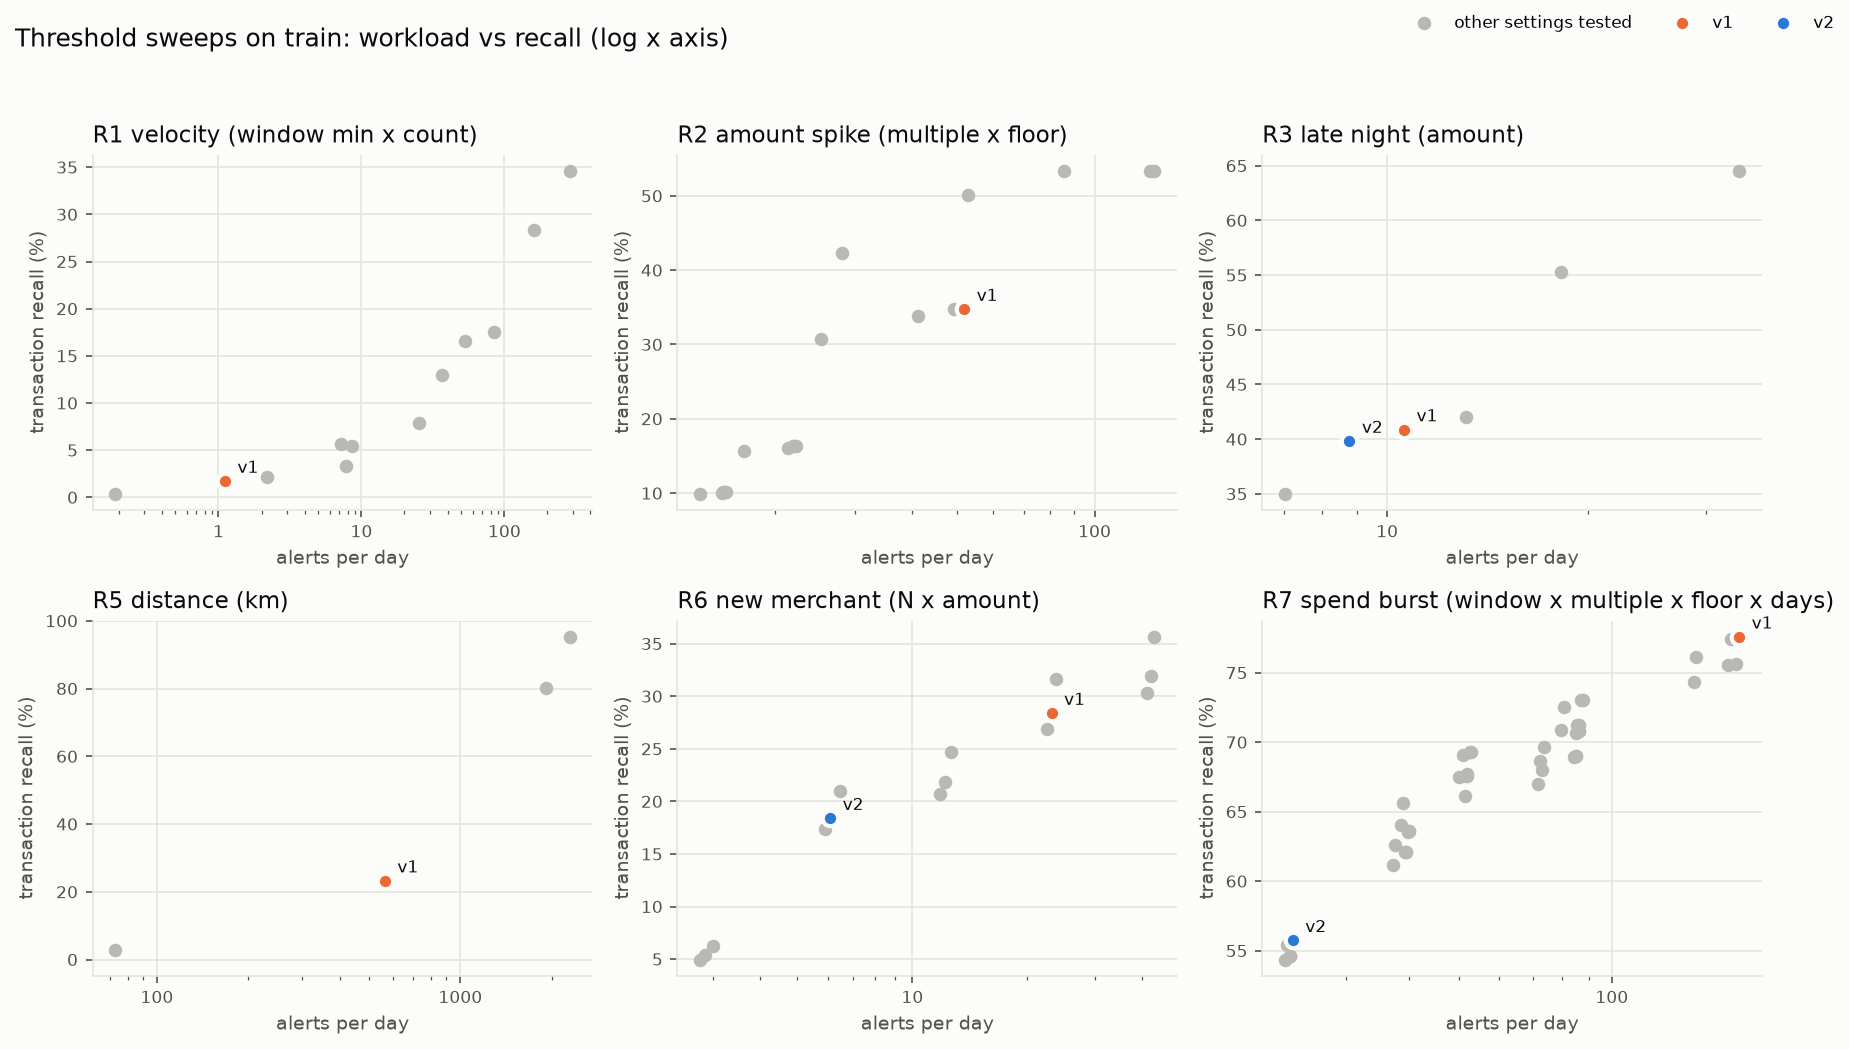 other settings tested v1 v2
Threshold sweeps on train: workload vs recall (log x axis)
R1 velocity (window min x count)
transaction recall (%)
35
30
25
20
15
10
5
0
v1
1 10 100
alerts per day
R2 amount spike (multiple x floor)
transaction recall (%)
50
40
30
20
10
v1
100
alerts per day
R3 late night (amount)
transaction recall (%)
65
60
55
50
45
40
35
v2 v1
10
alerts per day
R5 distance (km)
transaction recall (%)
100
80
60
40
20
0
v1
100 1000
alerts per day
R6 new merchant (N x amount)
transaction recall (%)
35
30
25
20
15
10
5
v1
v2
10
alerts per day
R7 spend burst (window x multiple x floor x days)
transaction recall (%)
75
70
65
60
55
v1
v2
100
alerts per day